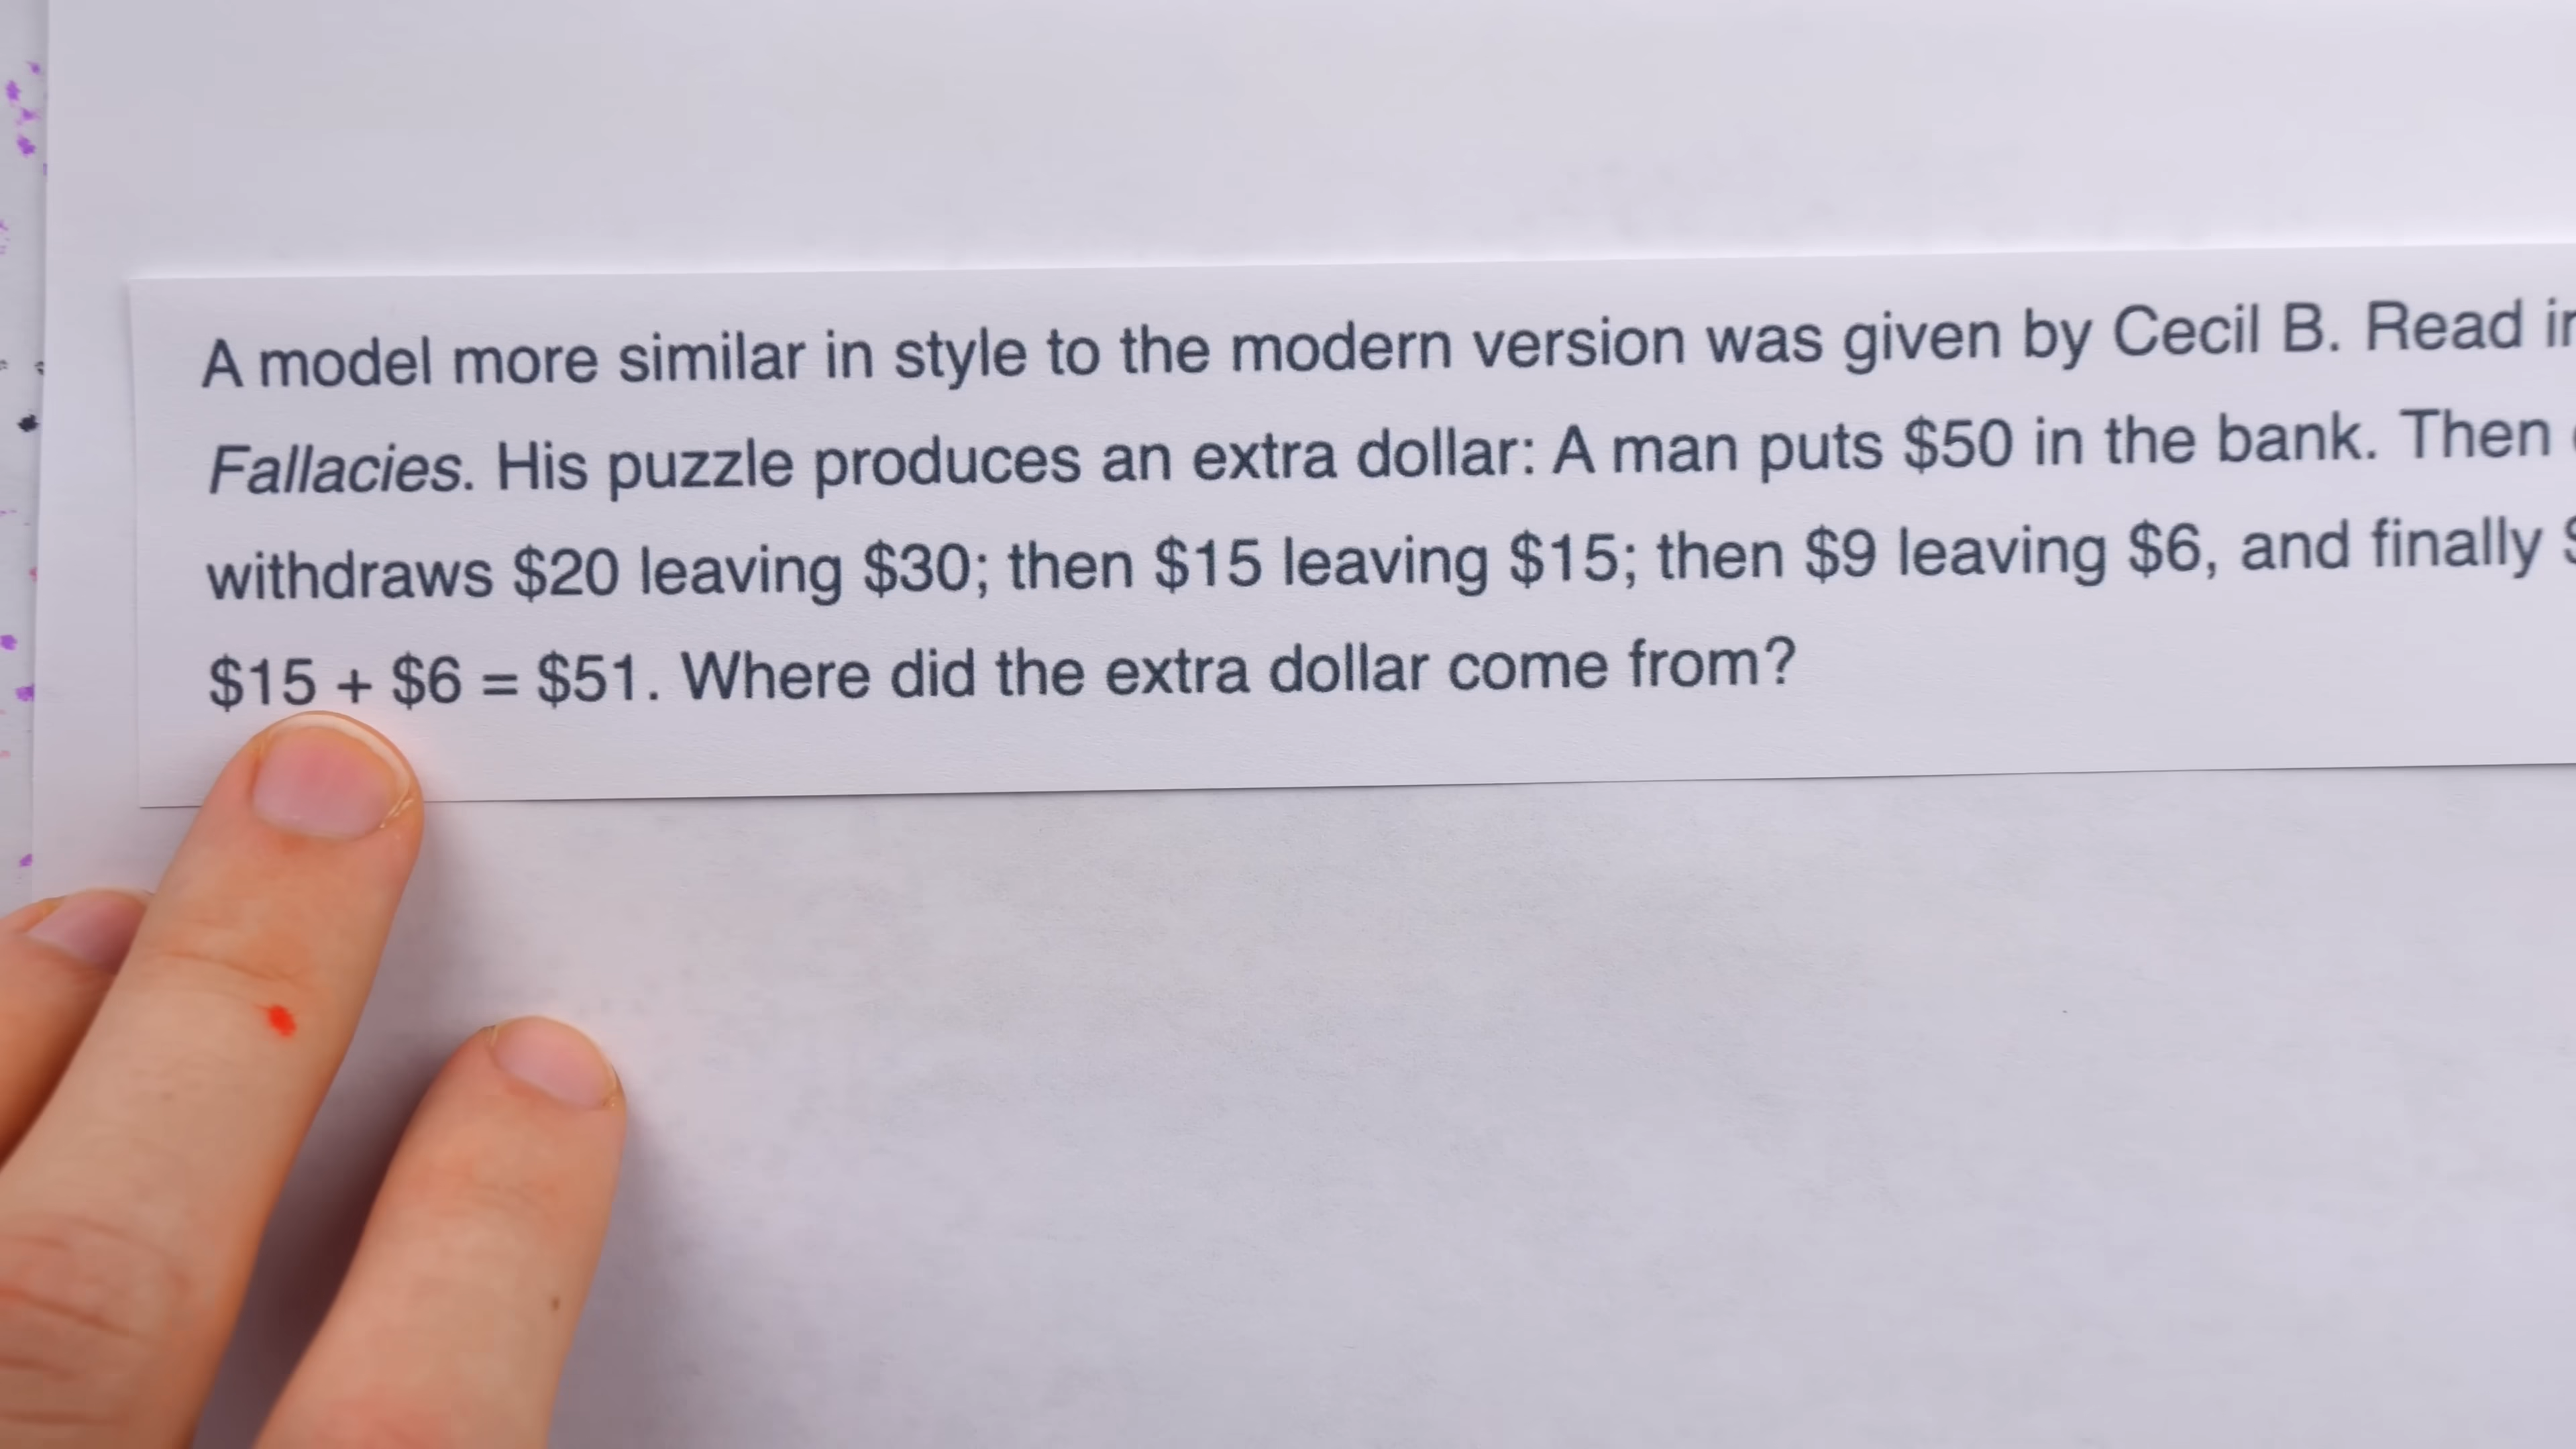 A model more similar in style to the modern version was given by Cecil B. Read
Fallacies. His puzzle produces an extra dollar: A man puts $50 in the bank. Then
withdraws $20 leaving $30; then $15 leaving $15; then $9 leaving $6, and finally $
$15 + $6 = $51. Where did the extra dollar come from?